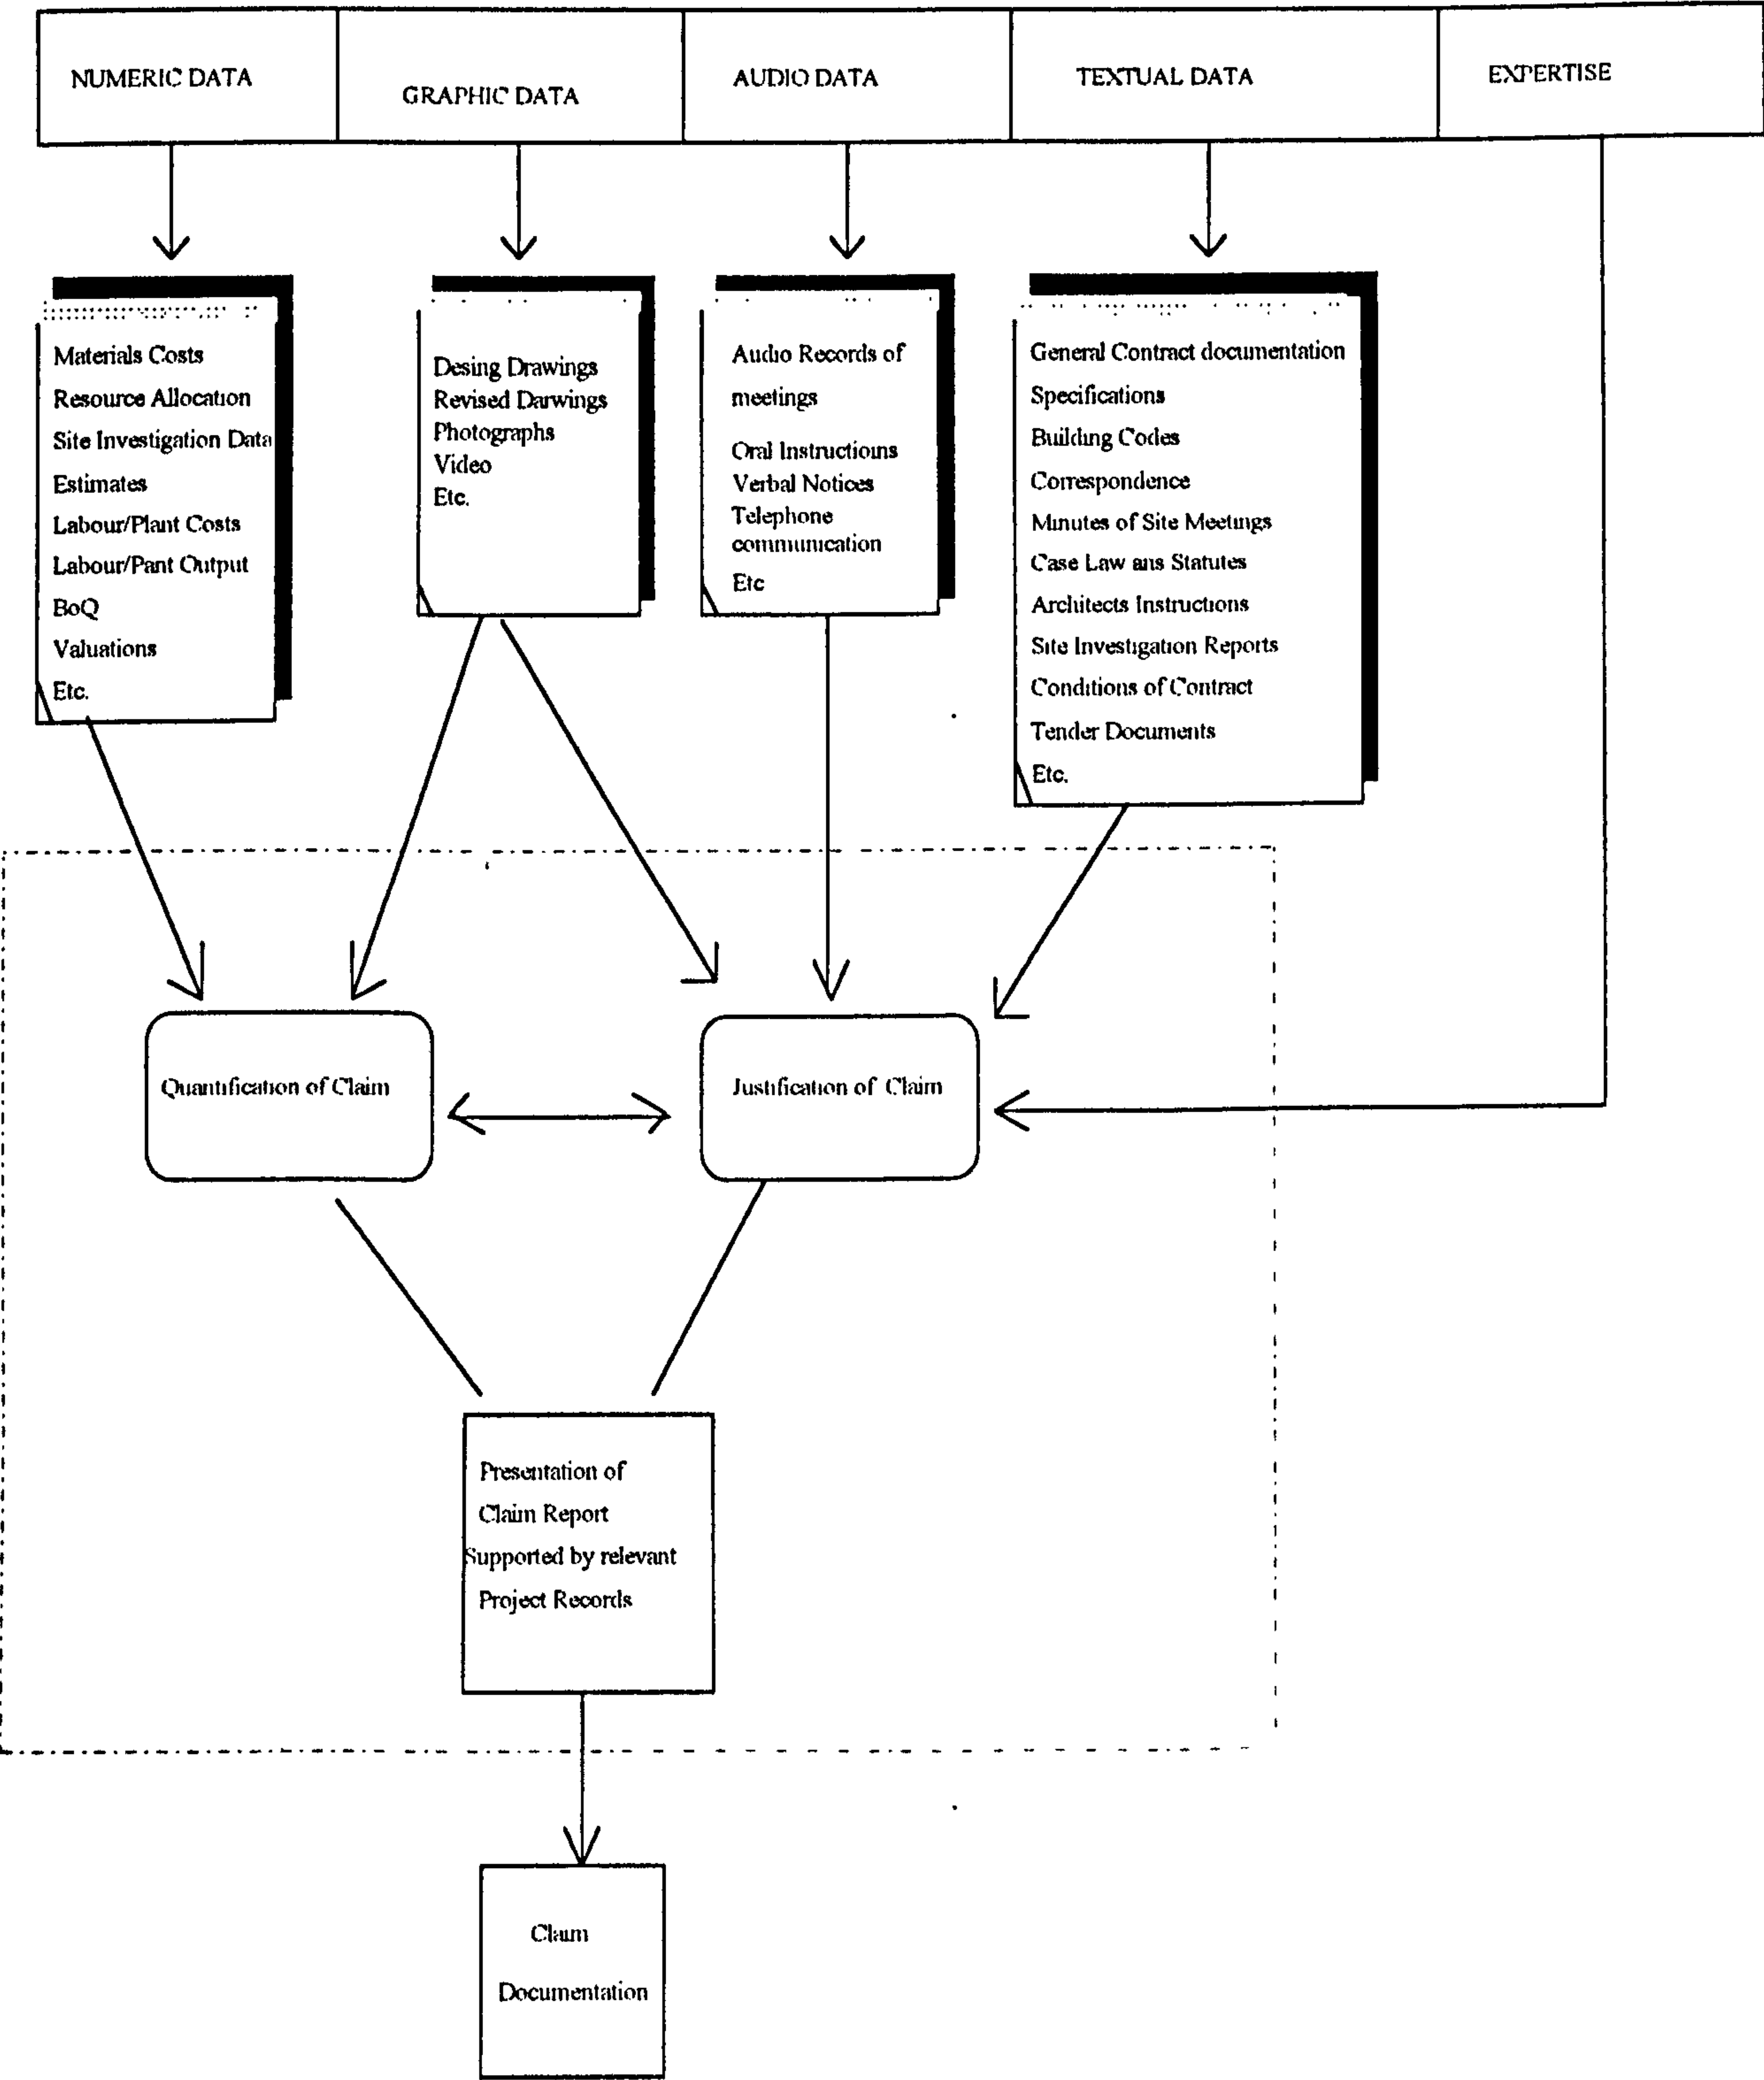 NUMERIC DATA
GRAPHIC DATA
AUDIO DATA
TEXTUAL DATA
EXPERTISE
Materials Costs
Resource Allocation
Site Investigation Data
Estimates
Labour/Plant Costs
Labour/Pant Output
BoQ
Valuations
Etc.
Desing Drawings
Revised Darwings
Photographs
Video
Etc.
Audio Records of
meetings
Oral Instructioms
Verbal Notices
Telephone
communication
Etc
General Contract documentation
Specifications
Building Codes
Correspondence
Minutes of Site Meetings
Case Law ans Statutes
Architects Instructions
Site Investigation Reports
Conditions of Contract
Tender Documents
Etc.
Quantification of Claim
Justification of Claim
Presentation of
Claim Report
Supported by relevant
Project Records
Claim
Documentation